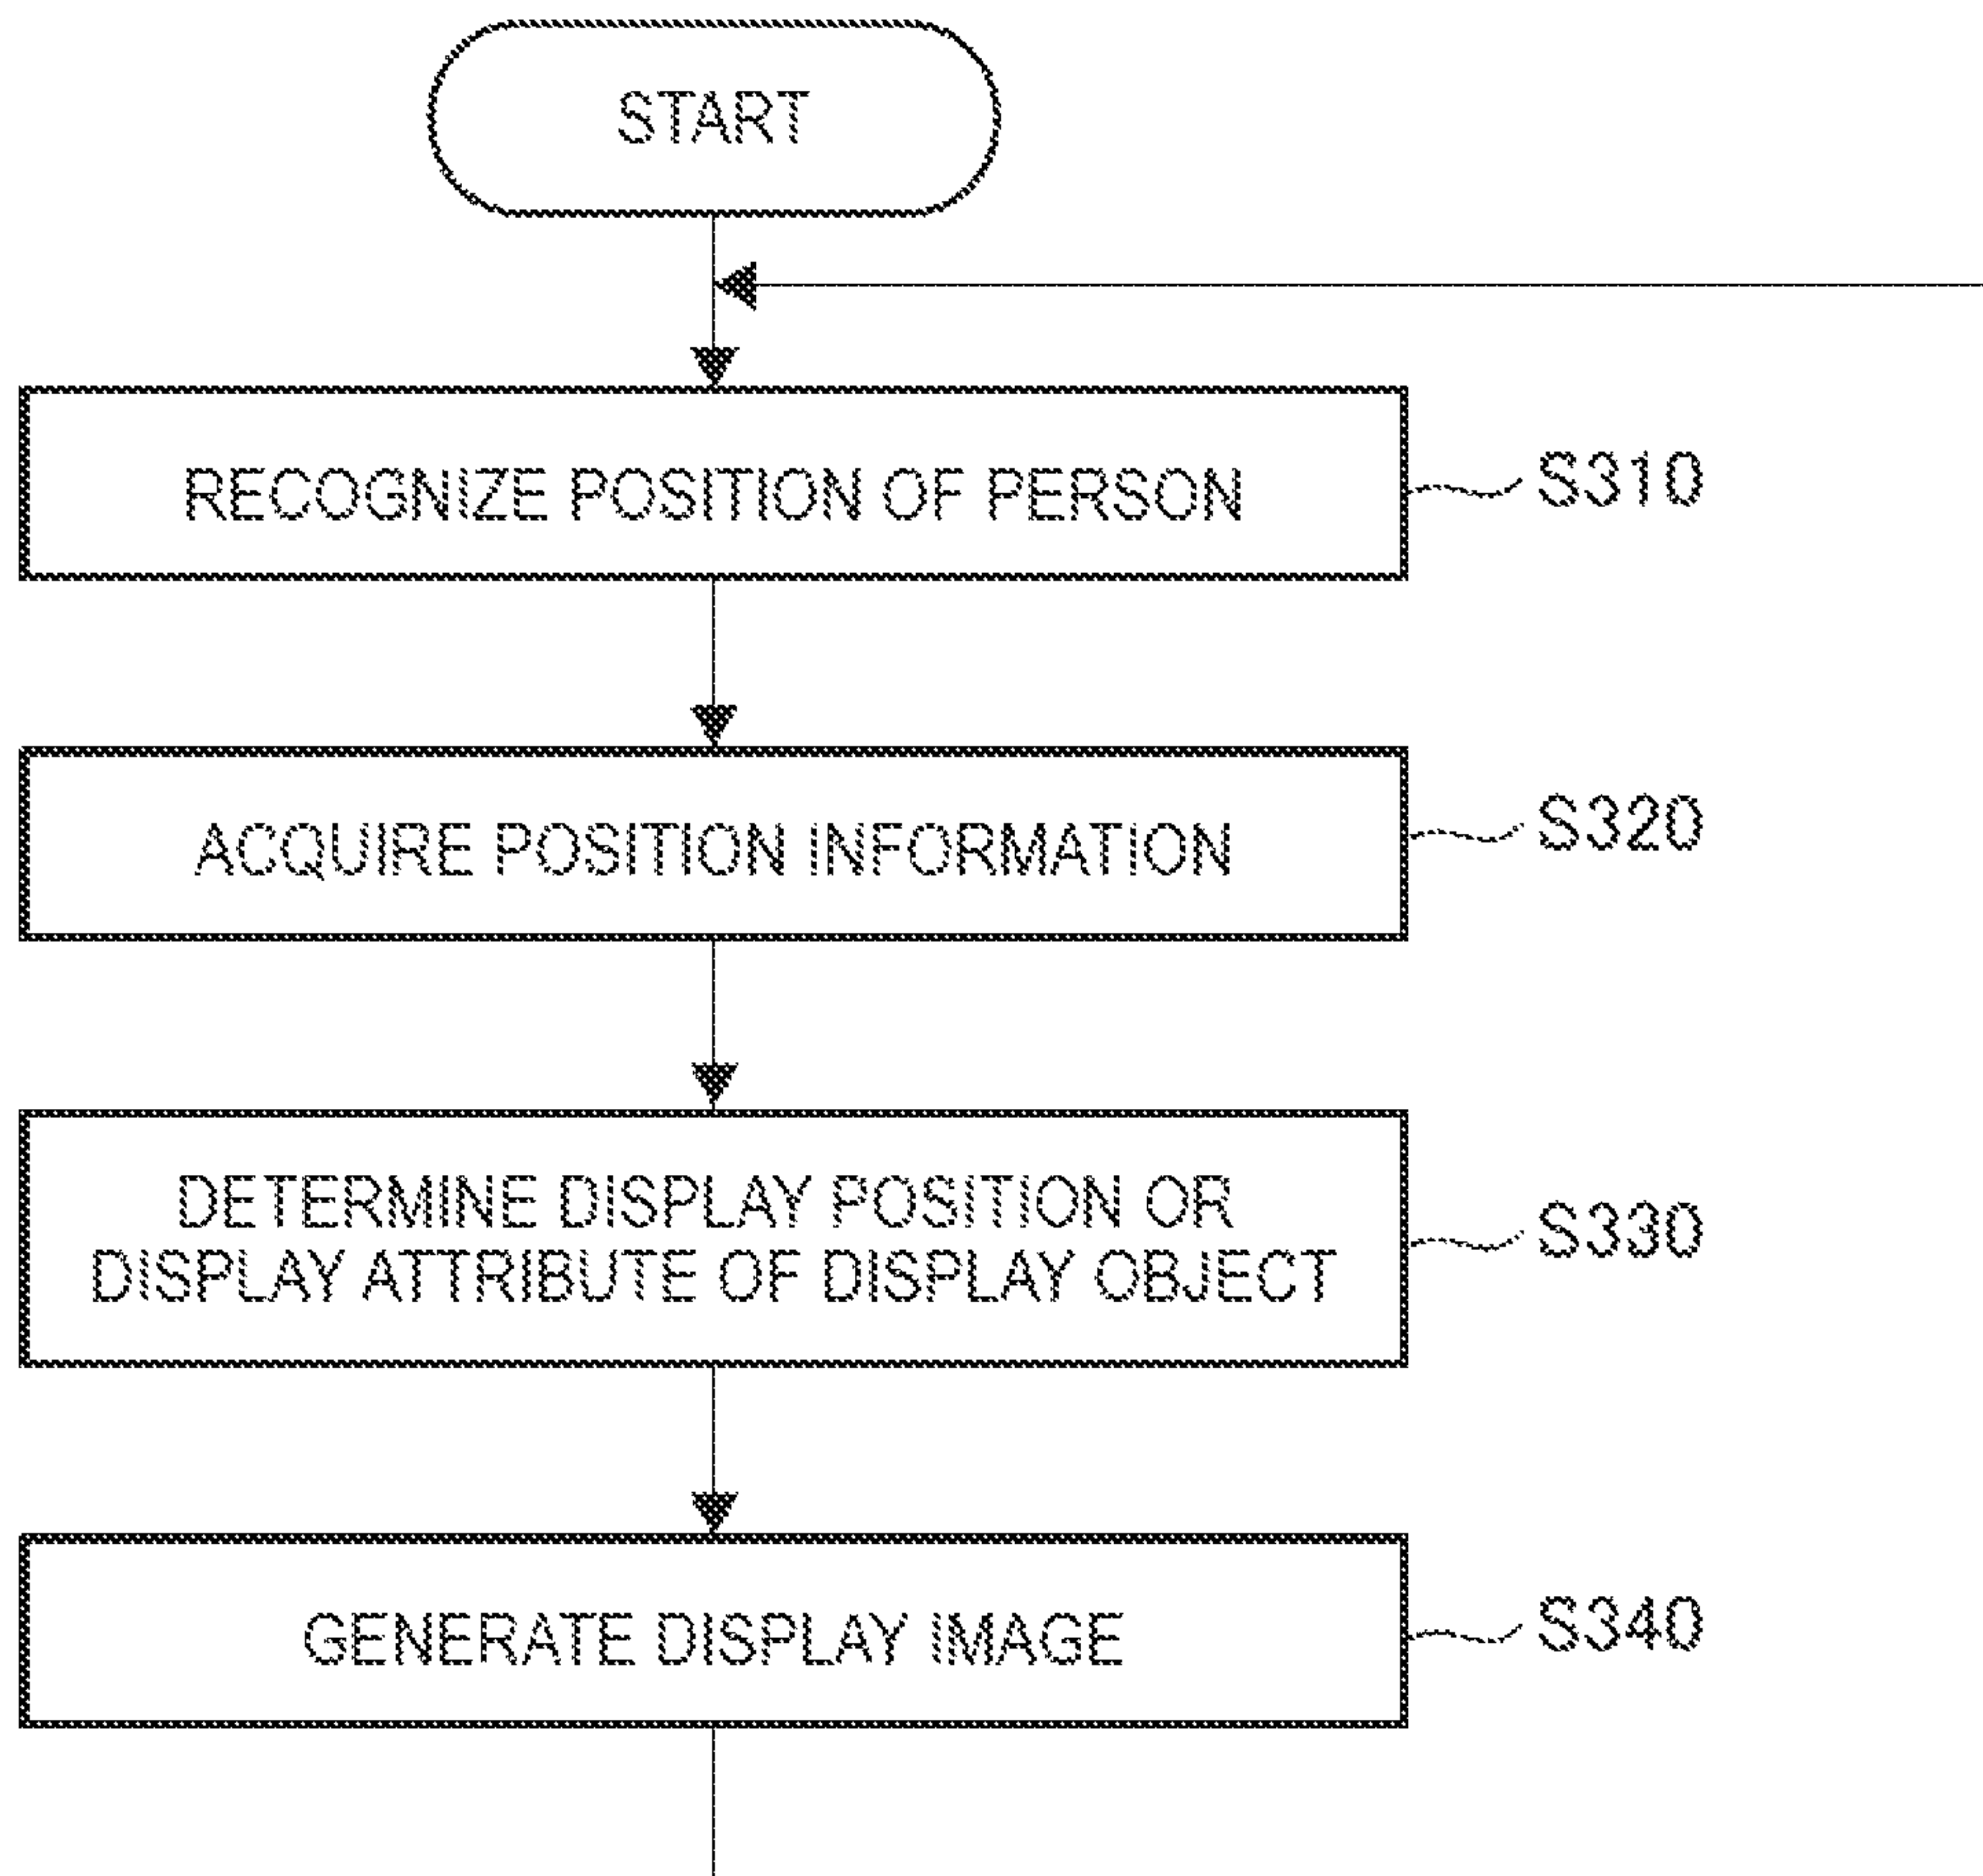 START
RECOGNIZE POSITION OF PERSON
S310
ACQUIRE POSITION INFORMATION
S320
DETERMINE DISPLAY POSITION OR
DISPLAY ATTRIBUTE OF DISPLAY OBJECT
S330
GENERATE DISPLAY IMAGE
S340